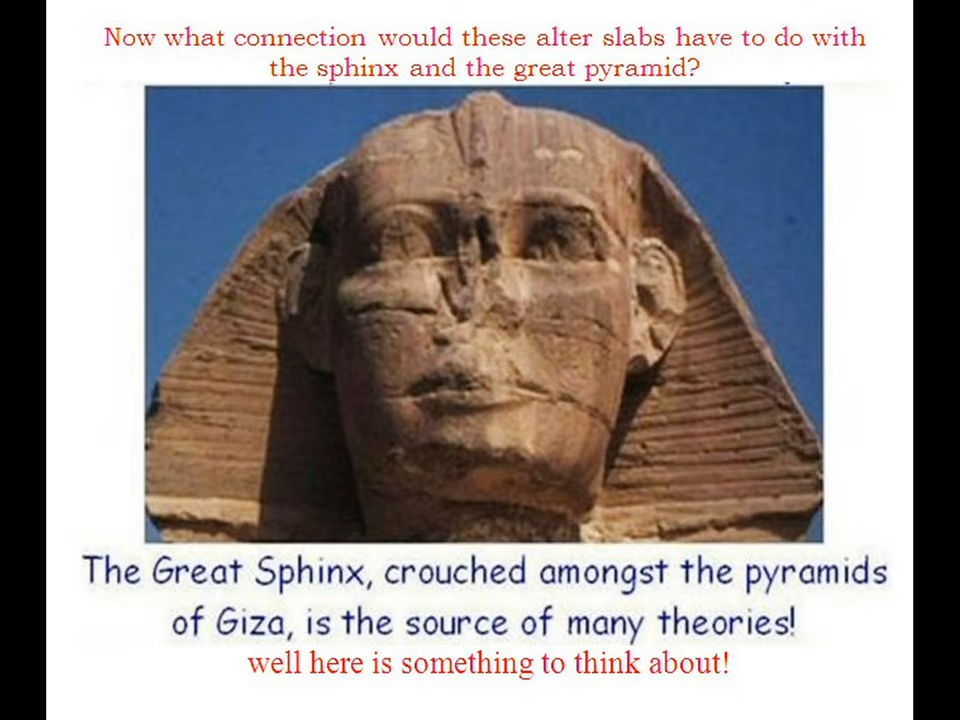 Now what connection would these alter slabs have to do with
the sphinx and the great pyramid?
The Great Sphinx, crouched amongst the pyramids
of Giza, is the source of many theories!
well here is something to think about!